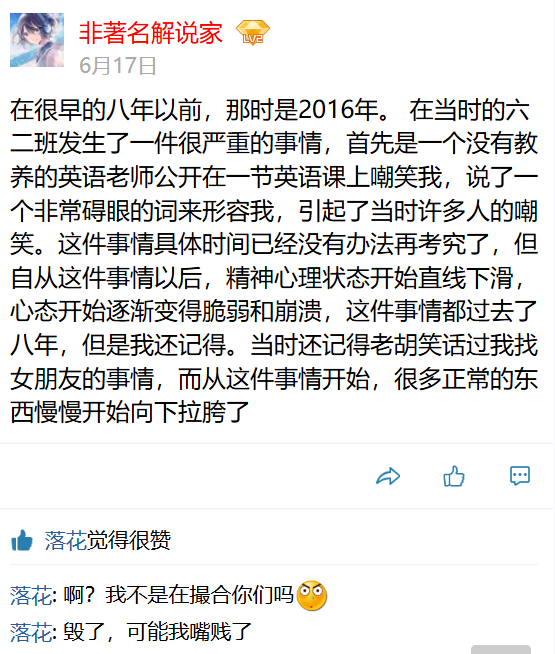 非著名解说家 LV2
6月17日
在很早的八年以前，那时是2016年。 在当时的六
二班发生了一件很严重的事情，首先是一个没有教
养的英语老师公开在一节英语课上嘲笑我，说了一
个非常碍眼的词来形容我，引起了当时许多人的嘲
笑。这件事情具体时间已经没有办法再考究了，但
自从这件事情以后，精神心理状态开始直线下滑，
心态开始逐渐变得脆弱和崩溃，这件事情都过去了
八年，但是我还记得。当时还记得老胡笑话过我找
女朋友的事情，而从这件事情开始，很多正常的东
西慢慢开始向下拉胯了
落花觉得很赞
落花: 啊？我不是在撮合你们吗
落花: 毁了，可能我嘴贱了